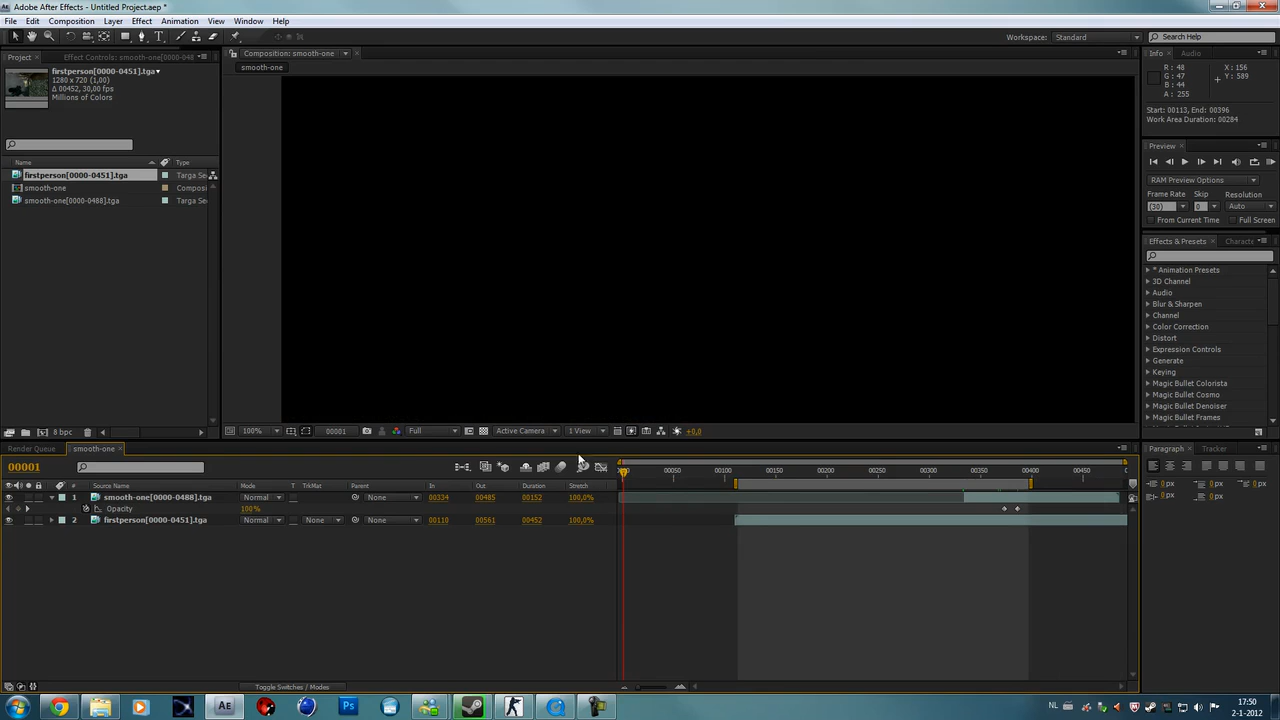 Adobe After Effects - Untitled Project.aep *
File Edit Composition Layer Effect Animation View Window Help
Workspace: Standard Search Help
Project Effect Controls: smooth-one[0000-048
Composition: smooth-one
Info Audio
firstperson[0000-0451].tga
1280 x 720 (1,00)
Δ 00452, 30,00 fps
Millions of Colors
smooth-one
R : 48
G : 47
B : 44
A : 255
X : 156
Y : 589
Start: 00113, End: 00396
Work Area Duration: 00284
Preview
RAM Preview Options
Frame Rate Skip Resolution
(30) 0 Auto
From Current Time Full Screen
Name Type
firstperson[0000-0451].tga Targa Se
smooth-one Composi
smooth-one[0000-0488].tga Targa Se
Effects & Presets Characte
* Animation Presets
3D Channel
Audio
Blur & Sharpen
Channel
Color Correction
Distort
Expression Controls
Generate
Keying
Magic Bullet Colorista
Magic Bullet Cosmo
Magic Bullet Denoiser
Magic Bullet Frames
8 bpc
100% 00001 Full Active Camera 1 View +0,0
Render Queue smooth-one
Paragraph Tracker
00001
00050 00100 00150 00200 00250 00300 00350 00400 00450
0 px 0 px 0 px
0 px 0 px
# Source Name Mode T TrkMat Parent In Out Duration Stretch
1 smooth-one[0000-0488].tga Normal None 00334 00485 00152 100,0%
Opacity 100%
2 firstperson[0000-0451].tga Normal None None 00110 00561 00452 100,0%
Toggle Switches / Modes
AE Ps NL 17:50
2-1-2012